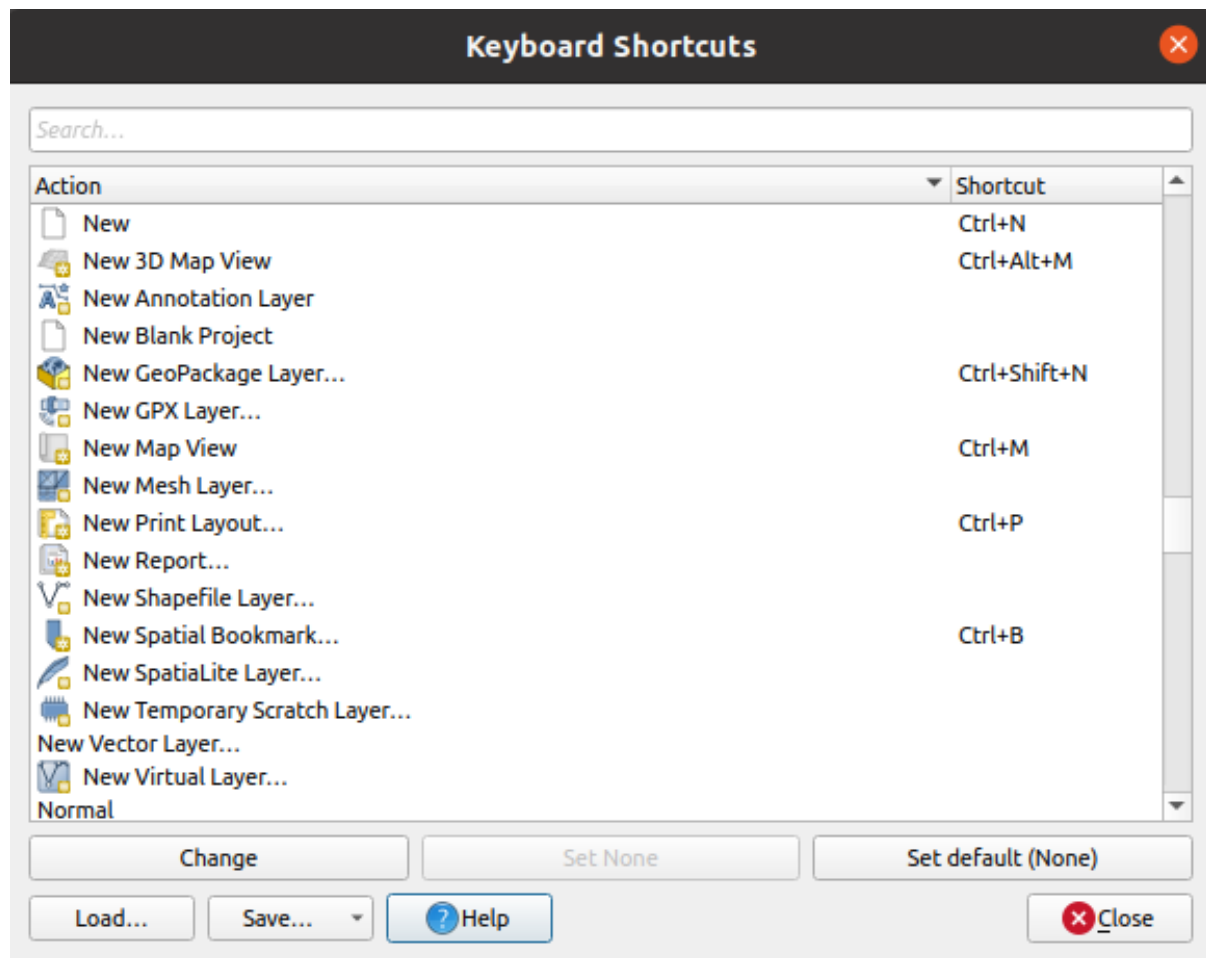 Keyboard Shortcuts
Search...
Action Shortcut
New Ctrl+N
New 3D Map View Ctrl+Alt+M
New Annotation Layer
New Blank Project
New GeoPackage Layer... Ctrl+Shift+N
New GPX Layer...
New Map View Ctrl+M
New Mesh Layer...
New Print Layout... Ctrl+P
New Report...
New Shapefile Layer...
New Spatial Bookmark... Ctrl+B
New SpatiaLite Layer...
New Temporary Scratch Layer...
New Vector Layer...
New Virtual Layer...
Normal
Change Set None Set default (None)
Load... Save... Help Close